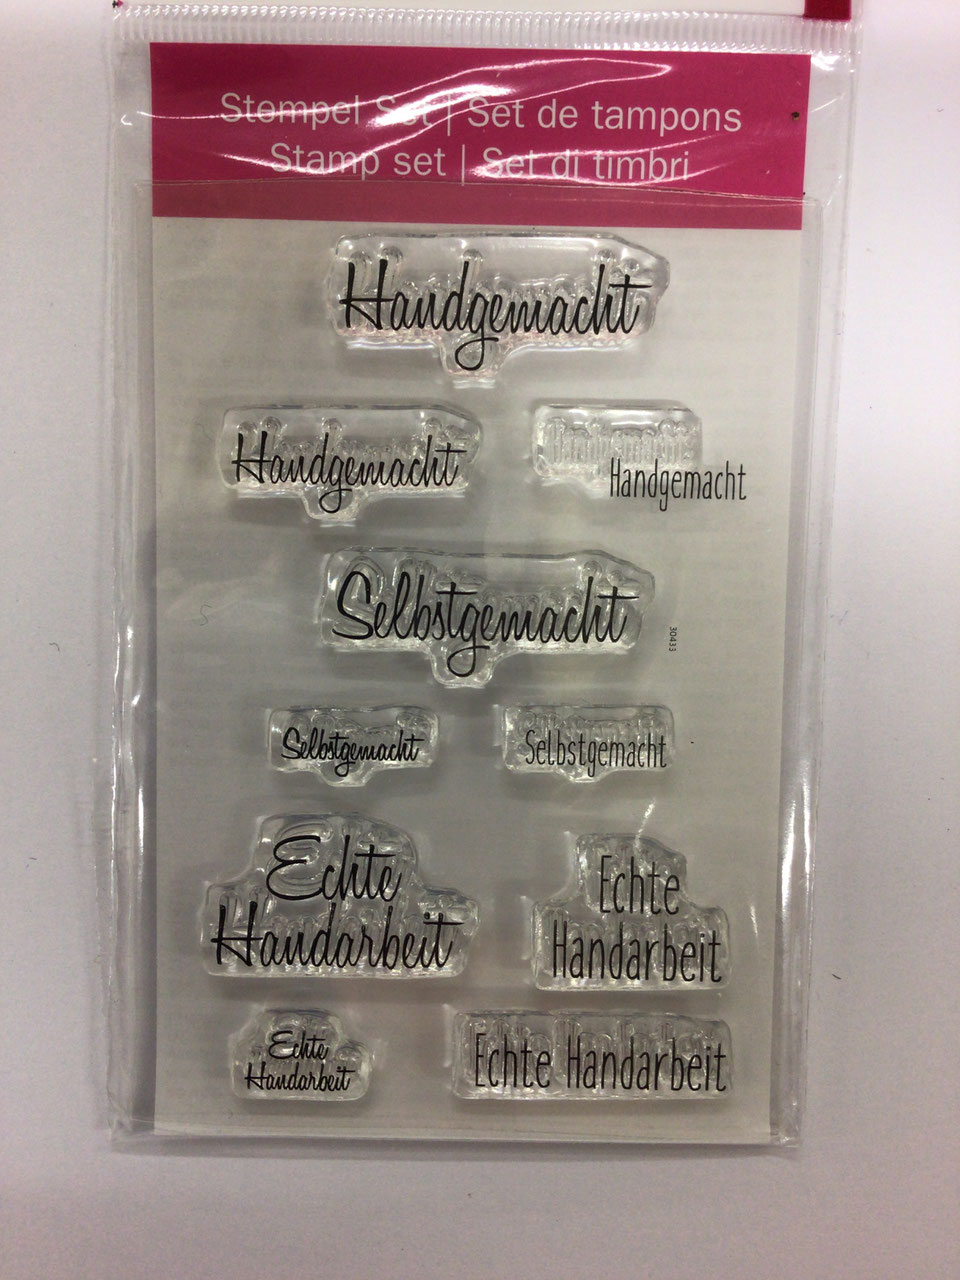 Stempel Set | Set de tampons
Stamp set | Set di timbri
Handgemacht
Handgemacht
Handgemacht
Selbstgemacht
30433
Selbstgemacht
Selbstgemacht
Echte
Handarbeit
Echte
Handarbeit
Echte
Handarbeit
Echte Handarbeit